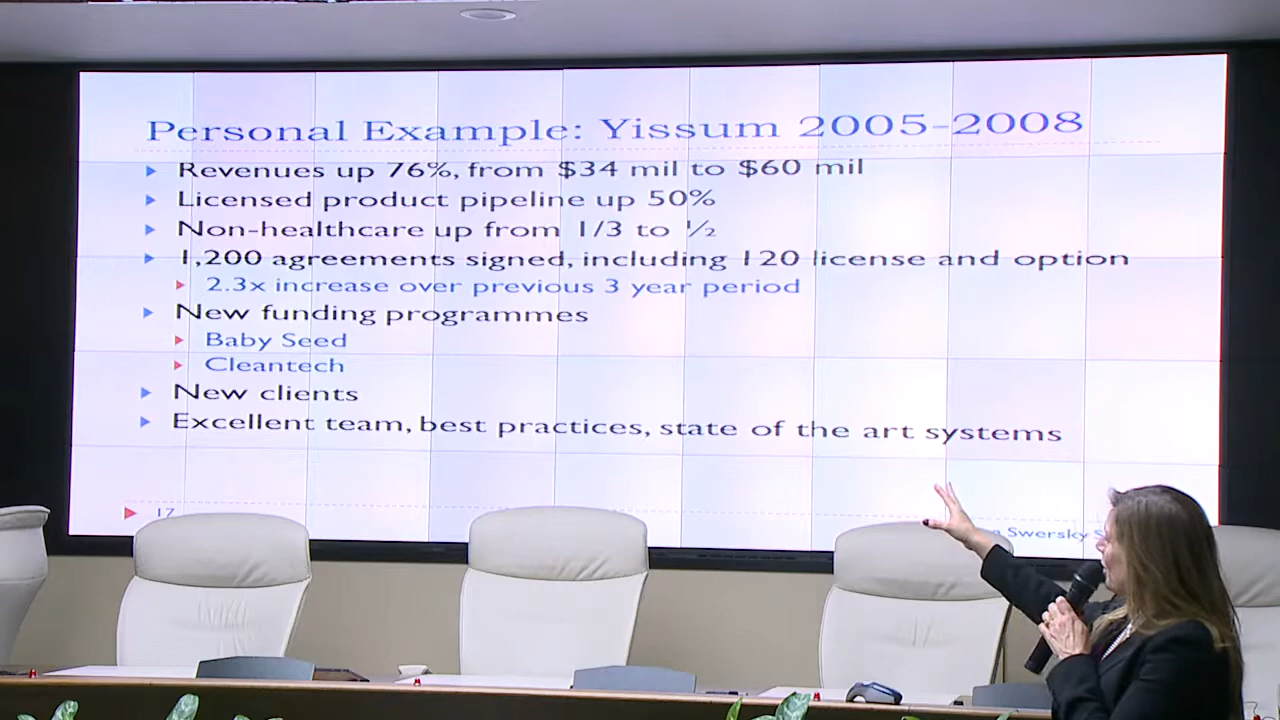 Personal Example: Yissum 2005-2008
Revenues up 76%, from $34 mil to $60 mil
Licensed product pipeline up 50%
Non-healthcare up from 1/3 to ½
1,200 agreements signed, including 120 license and option
2.3x increase over previous 3 year period
New funding programmes
Baby Seed
Cleantech
New clients
Excellent team, best practices, state of the art systems
17
Swersky